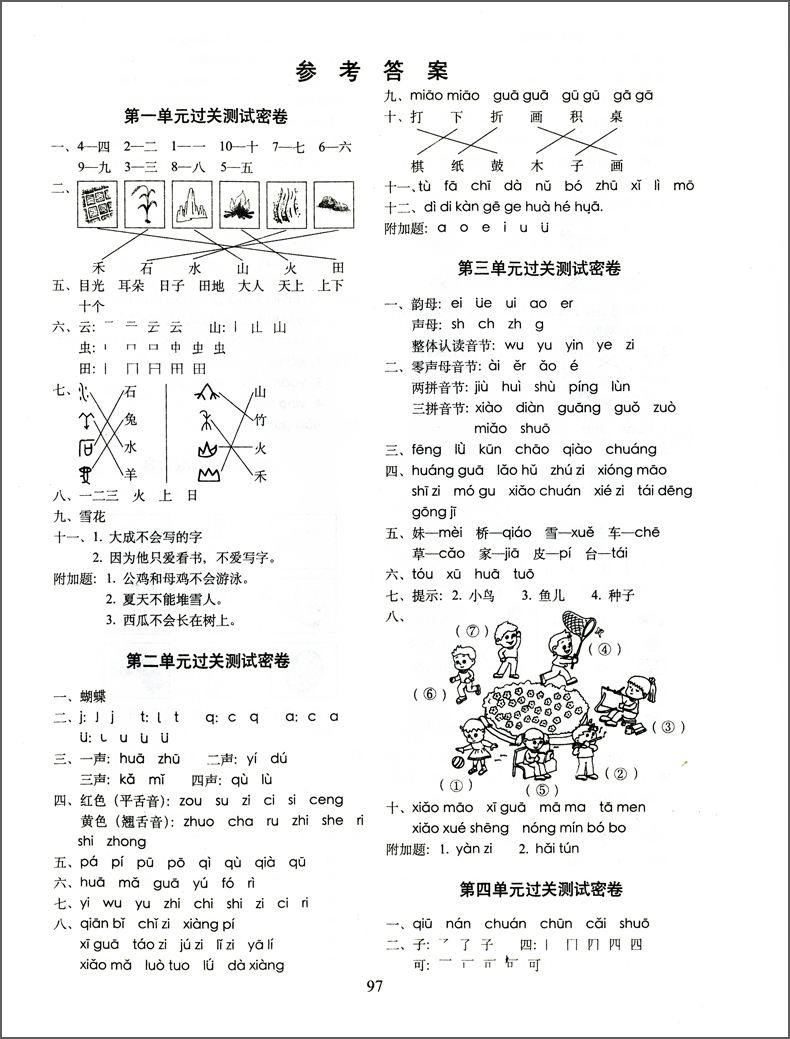 参考答案
第一单元过关测试密卷
一、4—四 2—二 1—一 10—十 7—七 6—六
9—九 3—三 8—八 5—五
二、
禾 石 水 山 火 田
五、目光 耳朵 日子 田地 大人 天上 上下
十个
六、云: 一 二 云 云 山: 丨 山 山
虫: 丨 口 口 中 虫 虫
田: 丨 冂 日 田 田
七、
石 山
兔 竹
水 火
羊 禾
八、一二三 火 上 日
九、雪花
十一、1. 大成不会写的字
2. 因为他只爱看书，不爱写字。
附加题: 1. 公鸡和母鸡不会游泳。
2. 夏天不能堆雪人。
3. 西瓜不会长在树上。
第二单元过关测试密卷
一、蝴蝶
二、j: j j t: t t q: c q a: c a
ü: u u ü ü
三、一声: huā zhū 二声: yí dú
三声: kǎ mǐ 四声: qù lù
四、红色（平舌音）: zou su zi ci si ceng
黄色（翘舌音）: zhuo cha ru zhi she ri
shi zhong
五、pá pí pū pō qì qù qià qū
六、huā mǎ guā yú fó rì
七、yi wu yu zhi chi shi zi ci ri
八、qiān bǐ chǐ zi xiàng pí
xī guā táo zi jú zi lǐ zi yā lí
xiǎo mǎ luò tuo lú dà xiàng
九、miāo miāo guā guā gū gū gā gā
十、打 下 折 画 积 桌
棋 纸 鼓 木 子 画
十一、tù fā chī dà nǔ bó zhū xǐ lì mō
十二、dì di kàn gē ge huà hé huā.
附加题: a o e i u ü
第三单元过关测试密卷
一、韵母: ei üe ui ao er
声母: sh ch zh g
整体认读音节: wu yu yin ye zi
二、零声母音节: ài ěr ǎo é
两拼音节: jiù huì shù píng lùn
三拼音节: xiào diàn guāng guǒ zuò
miǎo shuō
三、fēng lǜ kūn chāo qiào chuáng
四、huáng guā lǎo hǔ zhú zi xióng māo
shī zi mó gu xiǎo chuán xié zi tái dēng
gōng jī
五、妹—mèi 桥—qiáo 雪—xuě 车—chē
草—cǎo 家—jiā 皮—pí 台—tái
六、tóu xū huā tuō
七、提示: 2. 小鸟 3. 鱼儿 4. 种子
八、
（⑦）
（④）
（⑥）
（③）
（②）
（①）
（⑤）
十、xiǎo māo xī guā mā ma tā men
xiǎo xué shēng nóng mín bó bo
附加题: 1. yàn zi 2. hǎi tún
第四单元过关测试密卷
一、qiū nán chuán chūn cǎi shuō
二、子: 了 子 四: 丨 冂 四 四
可: 一 可
97